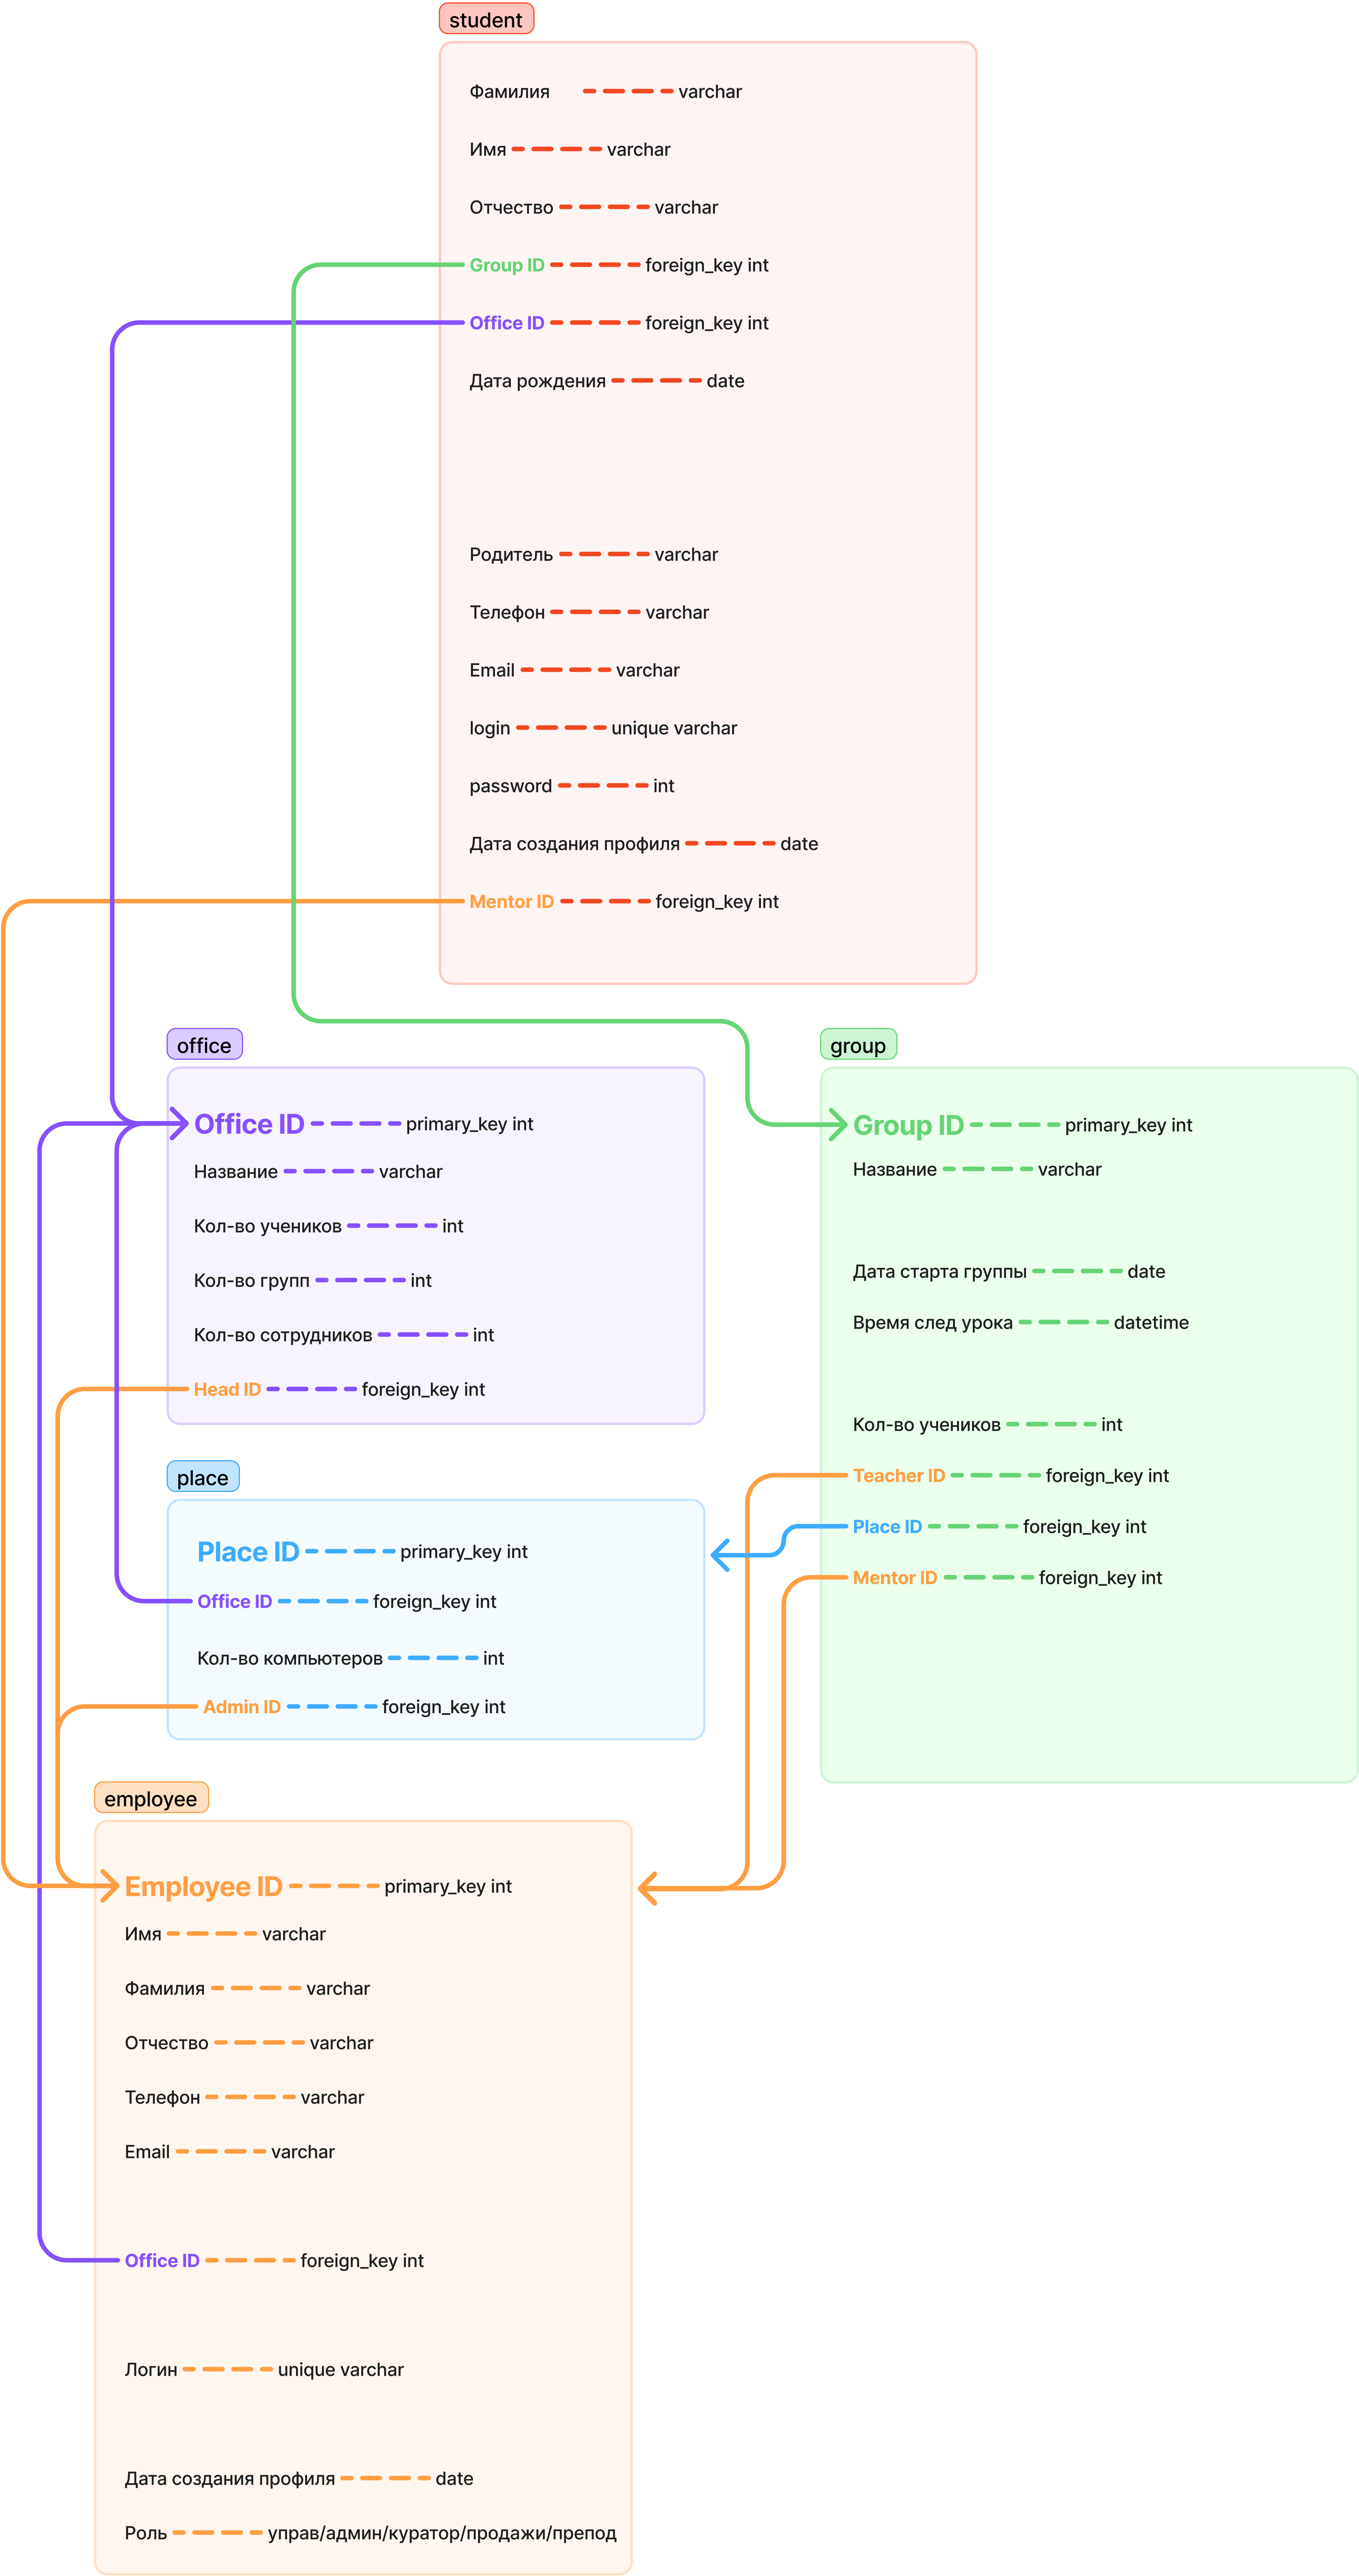 student
Фамилия varchar
Имя varchar
Отчество varchar
Group ID foreign_key int
Office ID foreign_key int
Дата рождения date
Родитель varchar
Телефон varchar
Email varchar
login unique varchar
password int
Дата создания профиля date
Mentor ID foreign_key int
office
Office ID primary_key int
Название varchar
Кол-во учеников int
Кол-во групп int
Кол-во сотрудников int
Head ID foreign_key int
group
Group ID primary_key int
Название varchar
Дата старта группы date
Время след урока datetime
Кол-во учеников int
Teacher ID foreign_key int
Place ID foreign_key int
Mentor ID foreign_key int
place
Place ID primary_key int
Office ID foreign_key int
Кол-во компьютеров int
Admin ID foreign_key int
employee
Employee ID primary_key int
Имя varchar
Фамилия varchar
Отчество varchar
Телефон varchar
Email varchar
Office ID foreign_key int
Логин unique varchar
Дата создания профиля date
Роль управ/админ/куратор/продажи/препод